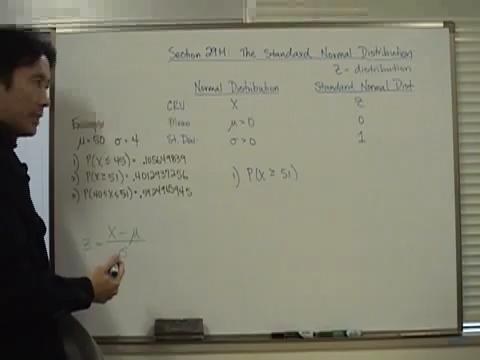 Section 29H The Standard Normal Distribution
Z = distribution
Normal Distribution Standard Normal Dist
CRV X Z
Mean μ = 0 0
St. Dev. σ > 0 1
Example
μ = 50 σ = 4
1) P(X ≤ 45) = .105649839
2) P(X ≥ 51) = .4012937256
3) P(40 ≤ X ≤ 51) =
1) P(X ≥ 51)
Z = X - μ
σ